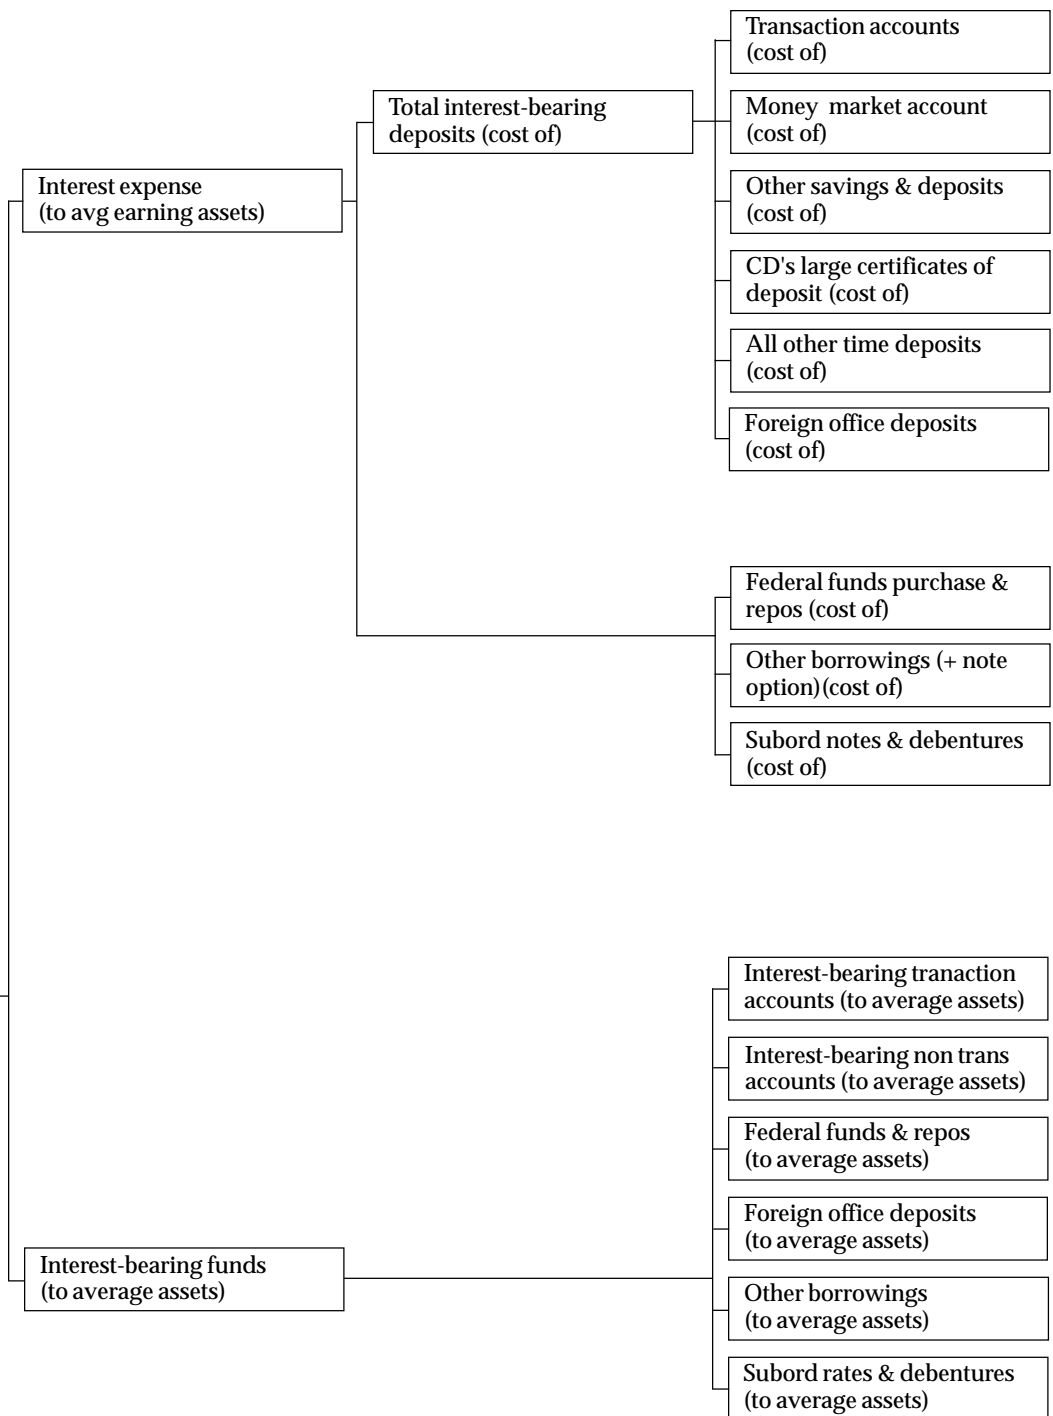 Transaction accounts
(cost of)
Total interest-bearing
deposits (cost of)
Money market account
(cost of)
Interest expense
(to avg earning assets)
Other savings & deposits
(cost of)
CD's large certificates of
deposit (cost of)
All other time deposits
(cost of)
Foreign office deposits
(cost of)
Federal funds purchase &
repos (cost of)
Other borrowings (+ note
option)(cost of)
Subord notes & debentures
(cost of)
Interest-bearing tranaction
accounts (to average assets)
Interest-bearing non trans
accounts (to average assets)
Federal funds & repos
(to average assets)
Foreign office deposits
(to average assets)
Interest-bearing funds
(to average assets)
Other borrowings
(to average assets)
Subord rates & debentures
(to average assets)